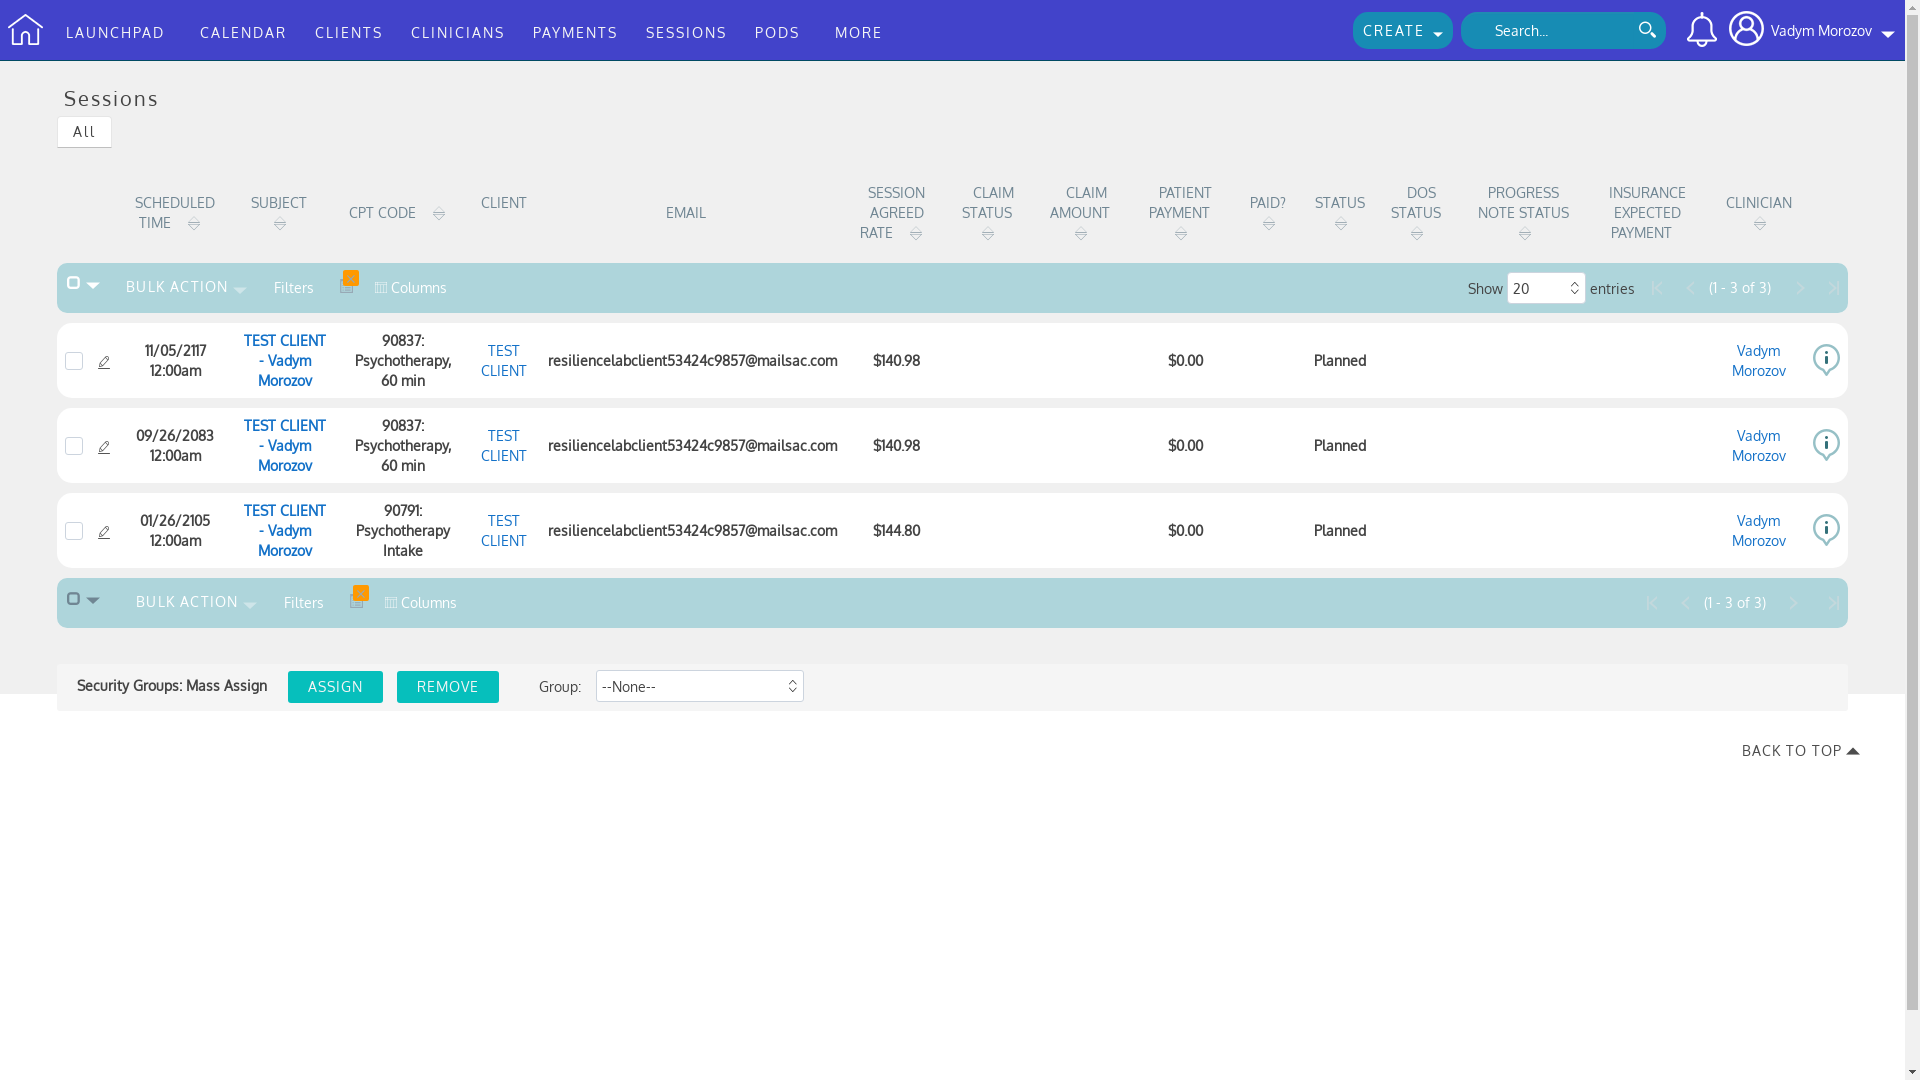 LAUNCHPAD CALENDAR CLIENTS CLINICIANS PAYMENTS SESSIONS PODS MORE CREATE Search... Vadym Morozov
Sessions
All
SCHEDULED TIME SUBJECT CPT CODE CLIENT EMAIL SESSION AGREED RATE CLAIM STATUS CLAIM AMOUNT PATIENT PAYMENT PAID? STATUS DOS STATUS PROGRESS NOTE STATUS INSURANCE EXPECTED PAYMENT CLINICIAN
BULK ACTION Filters Columns Show 20 entries (1 - 3 of 3)
11/05/2117 12:00am TEST CLIENT - Vadym Morozov 90837: Psychotherapy, 60 min TEST CLIENT resiliencelabclient53424c9857@mailsac.com $140.98 $0.00 Planned Vadym Morozov
09/26/2083 12:00am TEST CLIENT - Vadym Morozov 90837: Psychotherapy, 60 min TEST CLIENT resiliencelabclient53424c9857@mailsac.com $140.98 $0.00 Planned Vadym Morozov
01/26/2105 12:00am TEST CLIENT - Vadym Morozov 90791: Psychotherapy Intake TEST CLIENT resiliencelabclient53424c9857@mailsac.com $144.80 $0.00 Planned Vadym Morozov
BULK ACTION Filters Columns (1 - 3 of 3)
Security Groups: Mass Assign ASSIGN REMOVE Group: --None--
BACK TO TOP